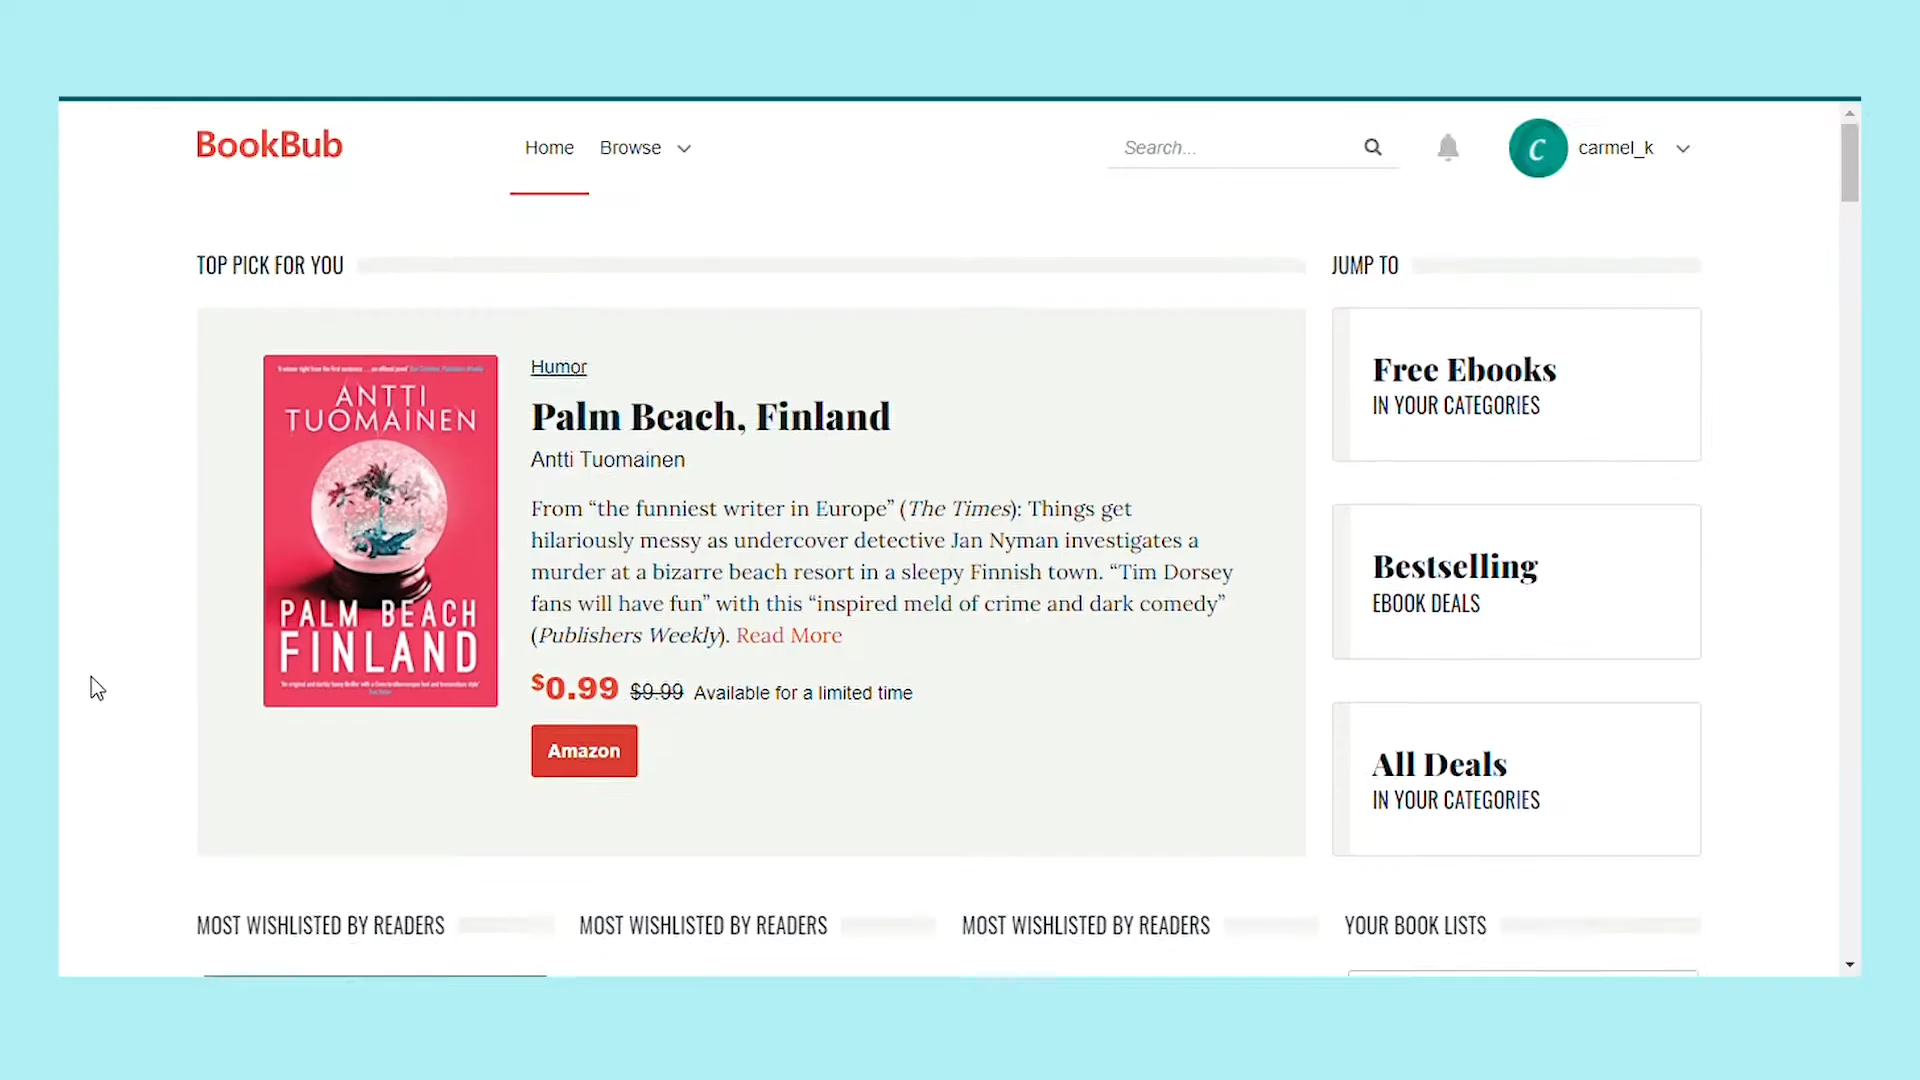 BookBub
Home
Browse
Search...
C
carmel_k
TOP PICK FOR YOU
JUMP TO
ANTTI
TUOMAINEN
PALM BEACH
FINLAND
Humor
Palm Beach, Finland
Antti Tuomainen
From “the funniest writer in Europe” (The Times): Things get
hilariously messy as undercover detective Jan Nyman investigates a
murder at a bizarre beach resort in a sleepy Finnish town. “Tim Dorsey
fans will have fun” with this “inspired meld of crime and dark comedy”
(Publishers Weekly). Read More
$0.99 $9.99 Available for a limited time
Amazon
Free Ebooks
IN YOUR CATEGORIES
Bestselling
EBOOK DEALS
All Deals
IN YOUR CATEGORIES
MOST WISHLISTED BY READERS
MOST WISHLISTED BY READERS
MOST WISHLISTED BY READERS
YOUR BOOK LISTS